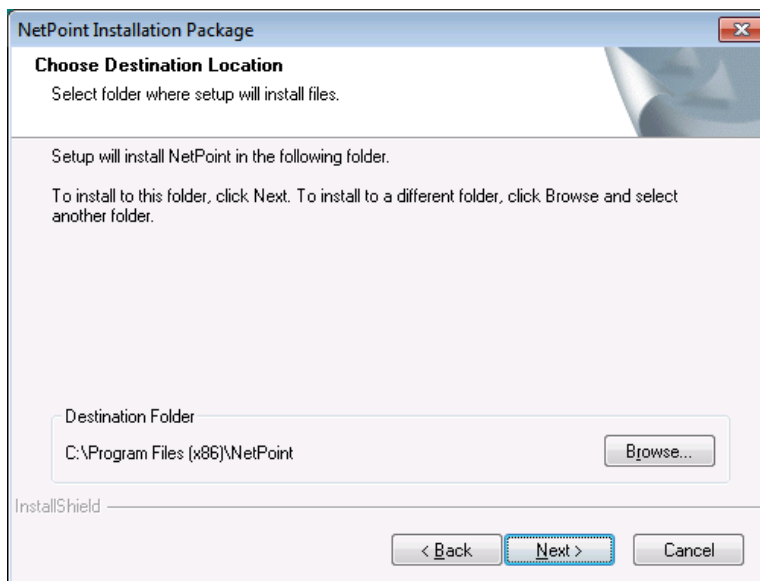 NetPoint Installation Package
Choose Destination Location
Select folder where setup will install files.
Setup will install NetPoint in the following folder.
To install to this folder, click Next. To install to a different folder, click Browse and select
another folder.
Destination Folder
C:\Program Files (x86)\NetPoint
Browse...
InstallShield
< Back
Next >
Cancel